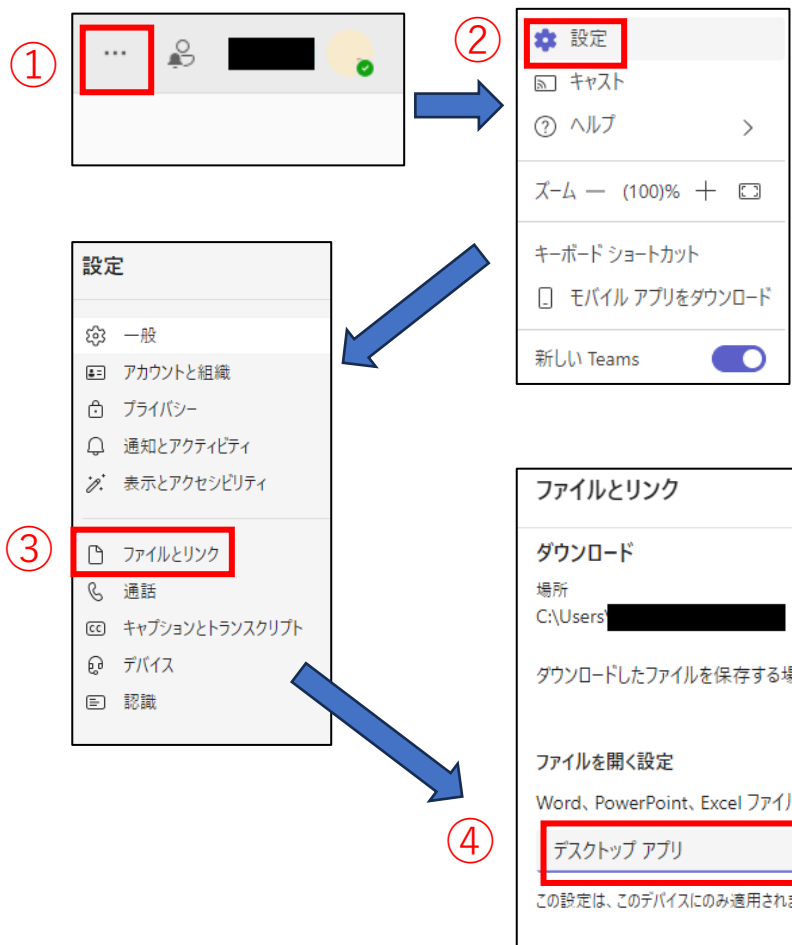 ①
…
②
設定
キャスト
ヘルプ
ズーム — (100)% +
キーボード ショートカット
モバイル アプリをダウンロード
新しい Teams
設定
一般
アカウントと組織
プライバシー
通知とアクティビティ
表示とアクセシビリティ
③
ファイルとリンク
通話
CC キャプションとトランスクリプト
デバイス
認識
④
ファイルとリンク
ダウンロード
場所
C:\Users\
ダウンロードしたファイルを保存する場
ファイルを開く設定
Word、PowerPoint、Excel ファイル
デスクトップ アプリ
この設定は、このデバイスにのみ適用されま